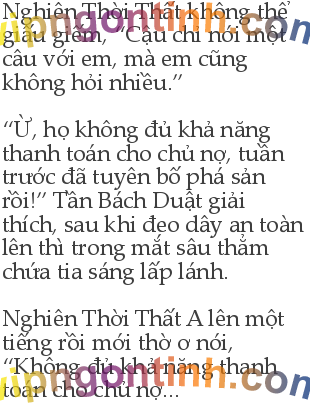 Nghiên Thời Thất không thể
giấu giếm, “Cậu chỉ nói một
câu với em, mà em cũng
không hỏi nhiều.”
“Ừ, họ không đủ khả năng
thanh toán cho chủ nợ, tuần
trước đã tuyên bố phá sản
rồi!” Tần Bách Duật giải
thích, sau khi đeo dây an toàn
lên thì trong mắt sâu thẳm
chứa tia sáng lấp lánh.
Nghiên Thời Thất A lên một
tiếng rồi mới thờ ơ nói,
“Không đủ khả năng thanh
toán cho chủ nợ...
vipngontinh.com
vipngontinh.com